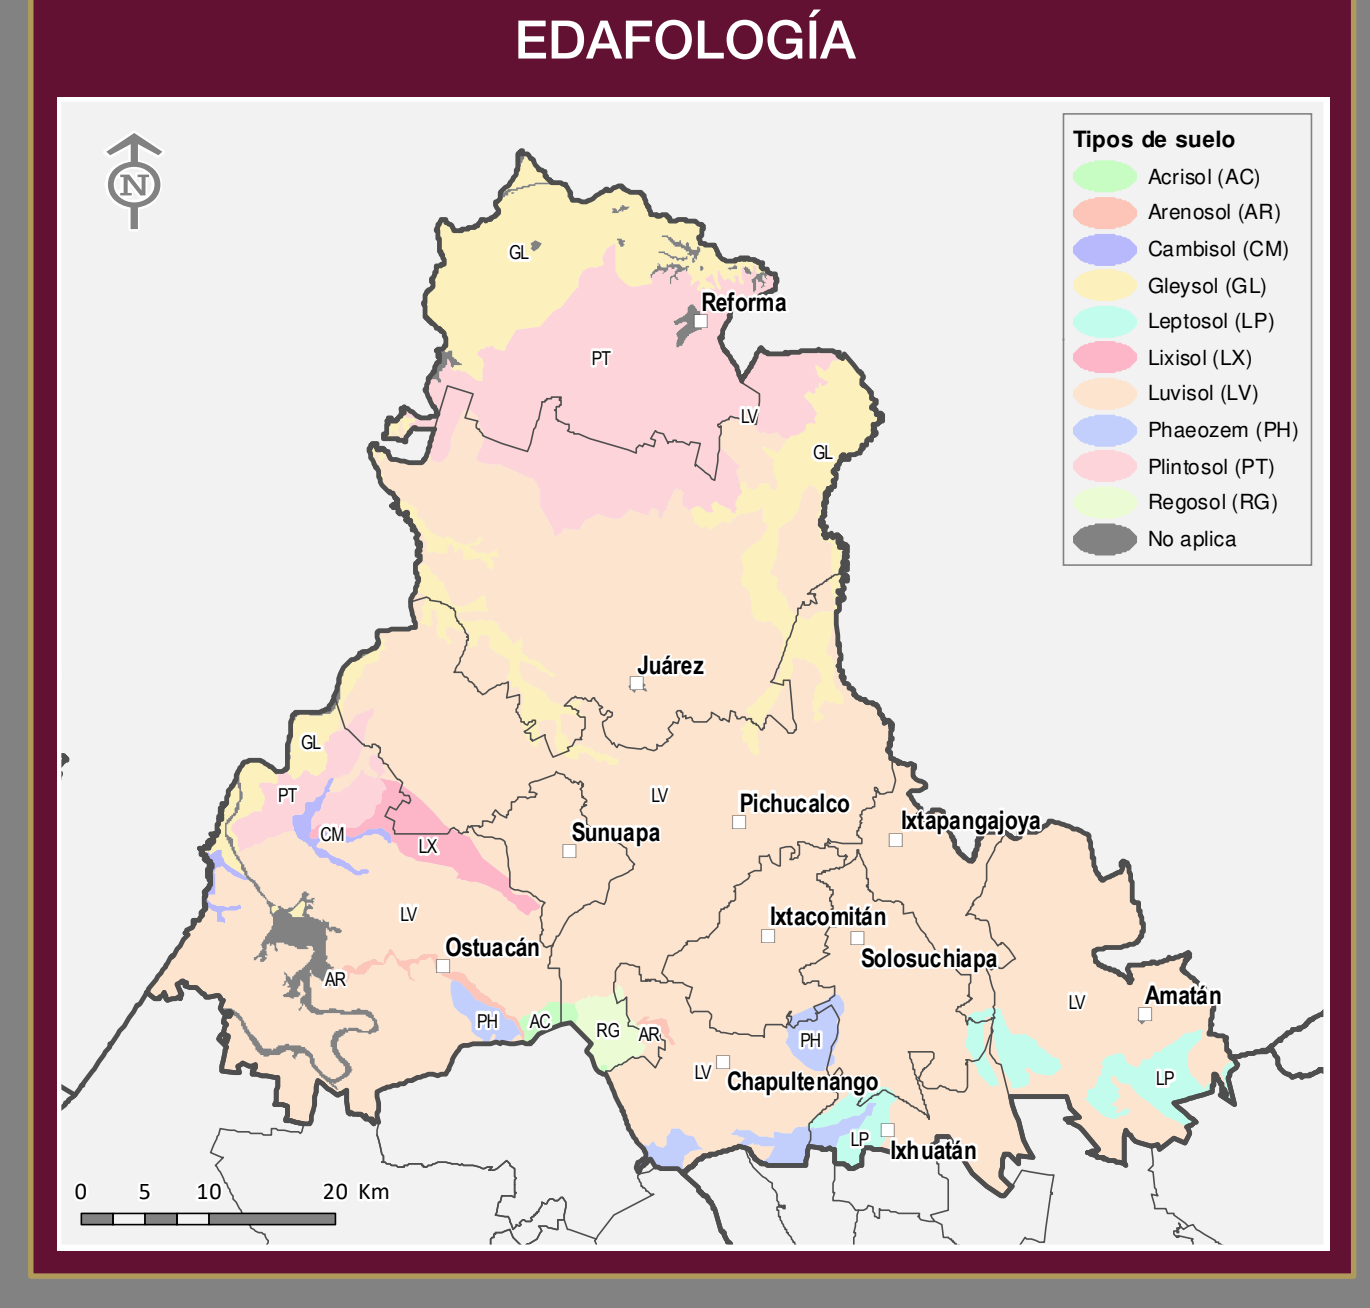 EDAFOLOGÍA
N
Tipos de suelo
Acrisol (AC)
Arenosol (AR)
Cambisol (CM)
Gleysol (GL)
Leptosol (LP)
Lixisol (LX)
Luvisol (LV)
Phaeozem (PH)
Plintosol (PT)
Regosol (RG)
No aplica
GL
Reforma
PT
LV
GL
Juárez
GL
PT
LV
Pichucalco
CM
Sunuapa
Ixtapangajoya
LX
LV
Ixtacomitán
Ostuacán
Solosuchiapa
AR
LV
Amatán
PH
AC
RG
AR
PH
LV
Chapultenango
LP
LP
Ixhuatán
0 5 10 20 Km